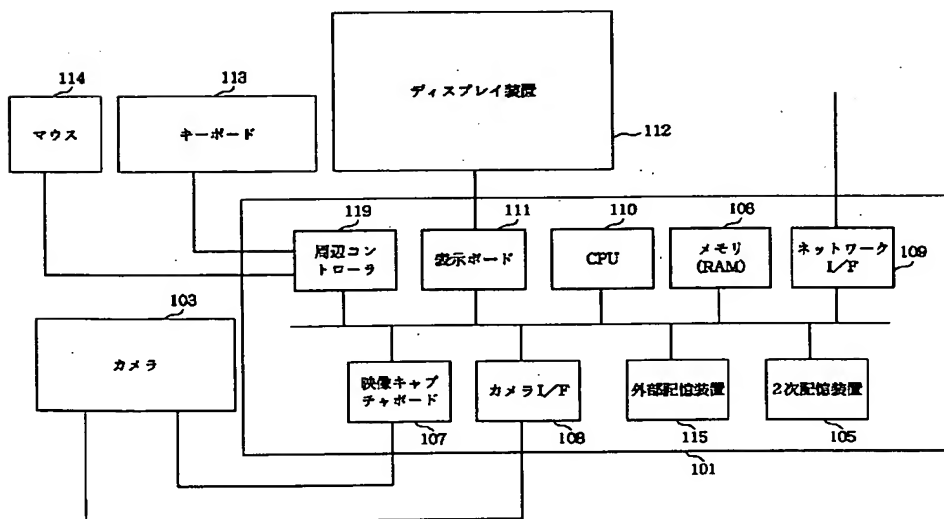 ディスプレイ装置
112
114
マウス
113
キーボード
119
周辺コン
トローラ
111
表示ボード
110
CPU
106
メモリ
(RAM)
ネットワーク
I/F
109
103
カメラ
映像キャプ
チャボード
107
カメラI/F
108
外部記憶装置
115
2次記憶装置
105
101